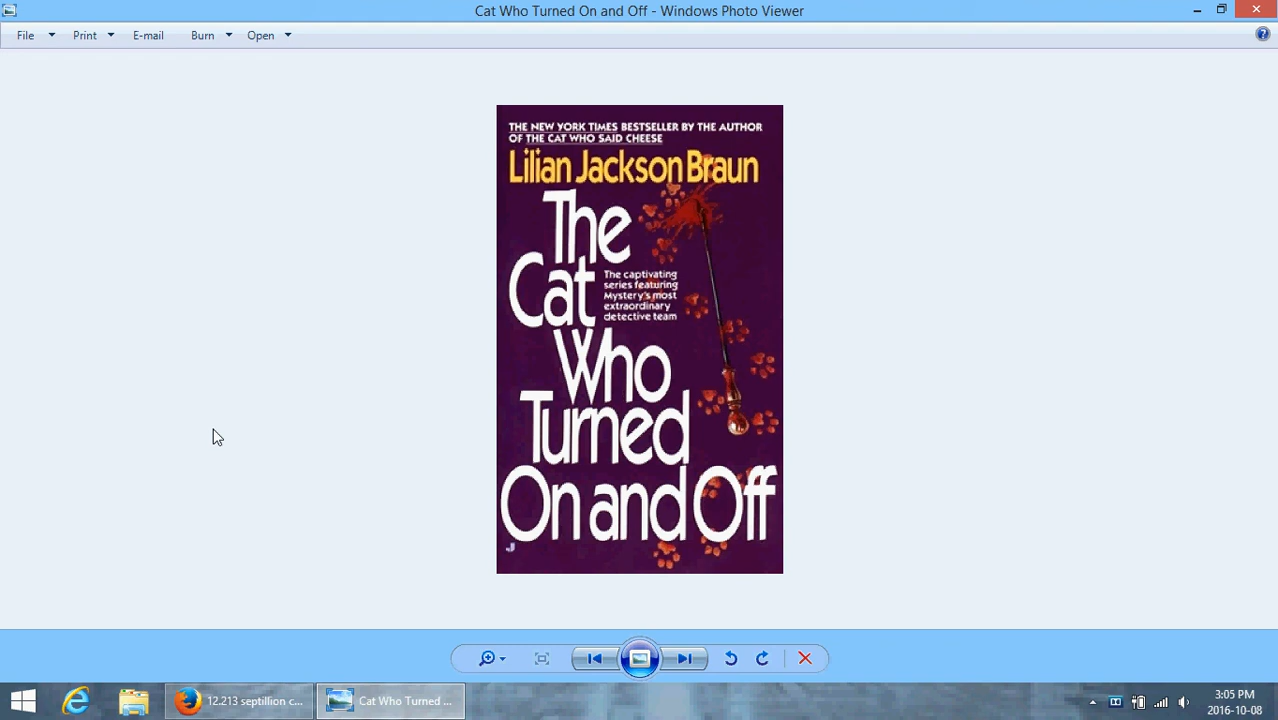 Cat Who Turned On and Off - Windows Photo Viewer
File Print E-mail Burn Open
THE NEW YORK TIMES BESTSELLER BY THE AUTHOR
OF THE CAT WHO SAID CHEESE
Lilian Jackson Braun
The
Cat
The captivating
series featuring
Mystery's most
extraordinary
detective team
Who
Turned
On and Off
J
12.213 septillion c...
Cat Who Turned ...
3:05 PM
2016-10-08